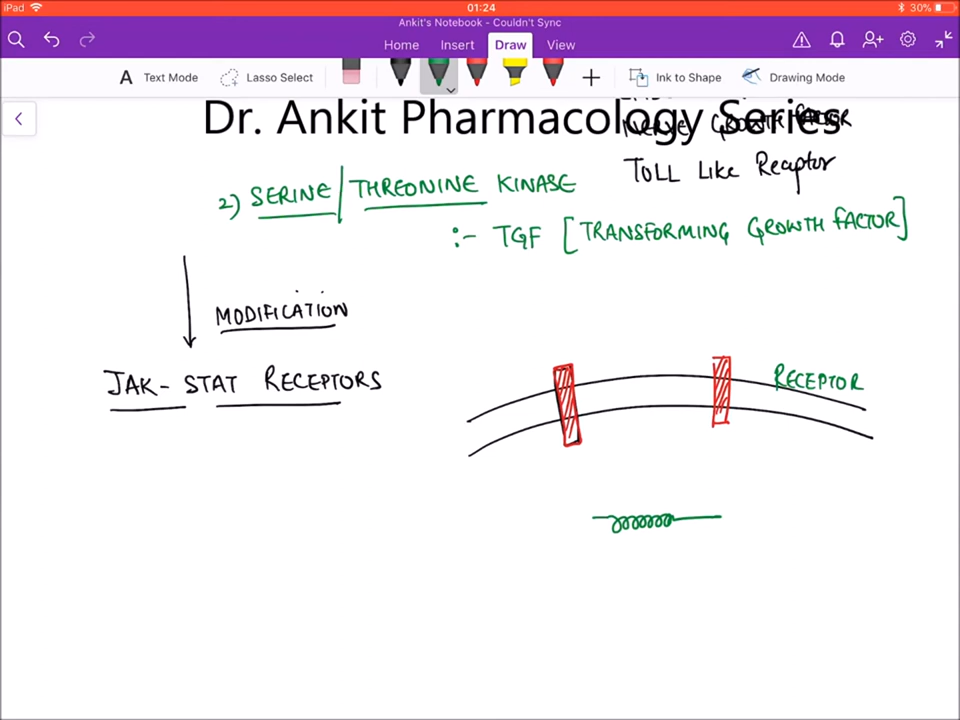 iPad 01:24 30%
Ankit's Notebook - Couldn't Sync
Home Insert Draw View
A Text Mode Lasso Select Ink to Shape Drawing Mode
Dr. Ankit Pharmacology Series
NERVE GROWTH FACTOR
TOLL LIKE Receptor
2) SERINE/THREONINE KINASE
:- TGF [TRANSFORMING GROWTH FACTOR]
MODIFICATION
JAK-STAT RECEPTORS
RECEPTOR